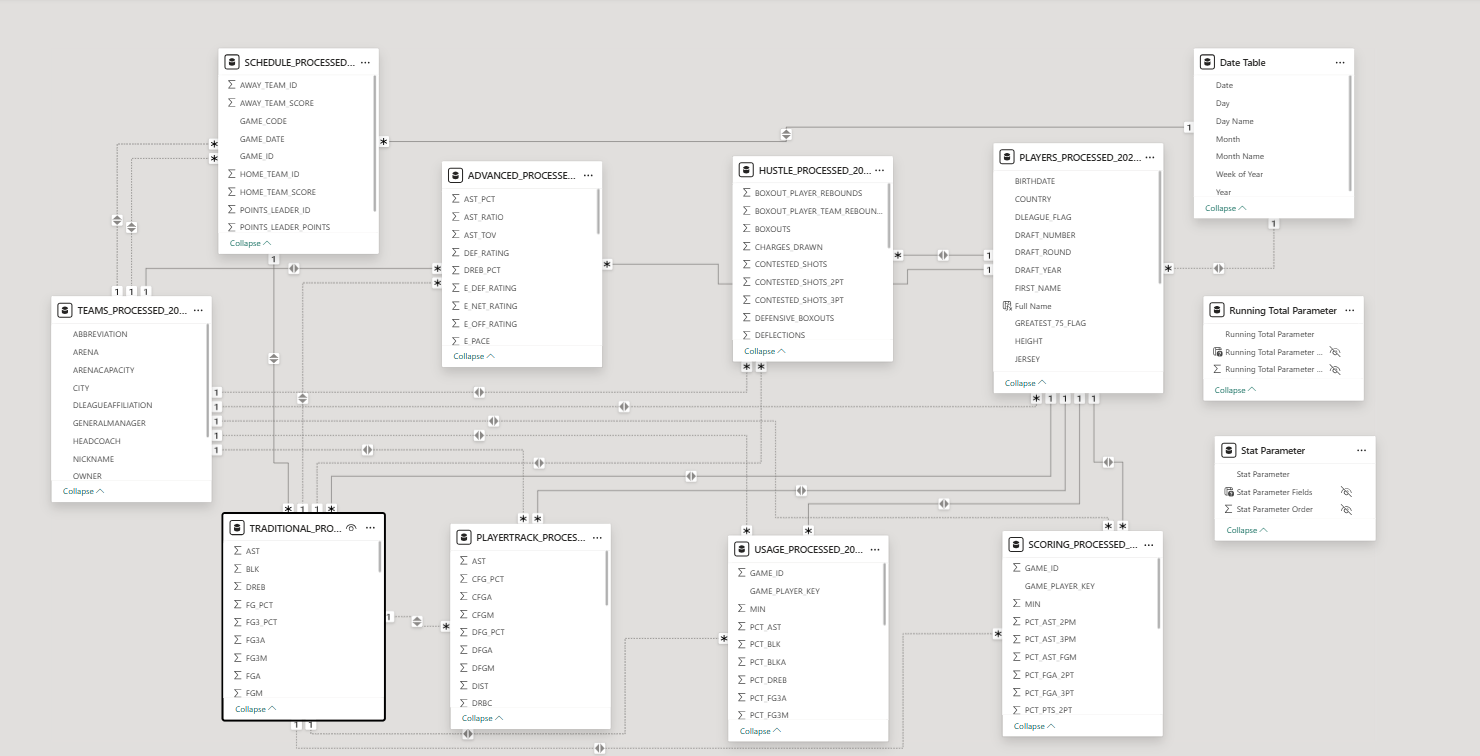 SCHEDULE_PROCESSED...
AWAY_TEAM_ID
AWAY_TEAM_SCORE
GAME_CODE
GAME_DATE
GAME_ID
HOME_TEAM_ID
HOME_TEAM_SCORE
POINTS_LEADER_ID
POINTS_LEADER_POINTS
Collapse
Date Table
Date
Day
Day Name
Month
Month Name
Week of Year
Year
Collapse
ADVANCED_PROCESSE...
AST_PCT
AST_RATIO
AST_TOV
DEF_RATING
DREB_PCT
E_DEF_RATING
E_NET_RATING
E_OFF_RATING
E_PACE
Collapse
HUSTLE_PROCESSED_20...
BOXOUT_PLAYER_REBOUNDS
BOXOUT_PLAYER_TEAM_REBOUN...
BOXOUTS
CHARGES_DRAWN
CONTESTED_SHOTS
CONTESTED_SHOTS_2PT
CONTESTED_SHOTS_3PT
DEFENSIVE_BOXOUTS
DEFLECTIONS
Collapse
PLAYERS_PROCESSED_202...
BIRTHDATE
COUNTRY
DLEAGUE_FLAG
DRAFT_NUMBER
DRAFT_ROUND
DRAFT_YEAR
FIRST_NAME
Full Name
GREATEST_75_FLAG
HEIGHT
JERSEY
Collapse
TEAMS_PROCESSED_20...
ABBREVIATION
ARENA
ARENACAPACITY
CITY
DLEAGUEAFFILIATION
GENERALMANAGER
HEADCOACH
NICKNAME
OWNER
Collapse
Running Total Parameter
Running Total Parameter
Running Total Parameter ...
Running Total Parameter ...
Collapse
Stat Parameter
Stat Parameter
Stat Parameter Fields
Stat Parameter Order
Collapse
TRADITIONAL_PRO...
AST
BLK
DREB
FG_PCT
FG3_PCT
FG3A
FG3M
FGA
FGM
Collapse
PLAYERTRACK_PROCES...
AST
CFG_PCT
CFGA
CFGM
DFG_PCT
DFGA
DFGM
DIST
DRBC
Collapse
USAGE_PROCESSED_20...
GAME_ID
GAME_PLAYER_KEY
MIN
PCT_AST
PCT_BLK
PCT_BLKA
PCT_DREB
PCT_FG3A
PCT_FG3M
Collapse
SCORING_PROCESSED_...
GAME_ID
GAME_PLAYER_KEY
MIN
PCT_AST_2PM
PCT_AST_3PM
PCT_AST_FGM
PCT_FGA_2PT
PCT_FGA_3PT
PCT_PTS_2PT
Collapse